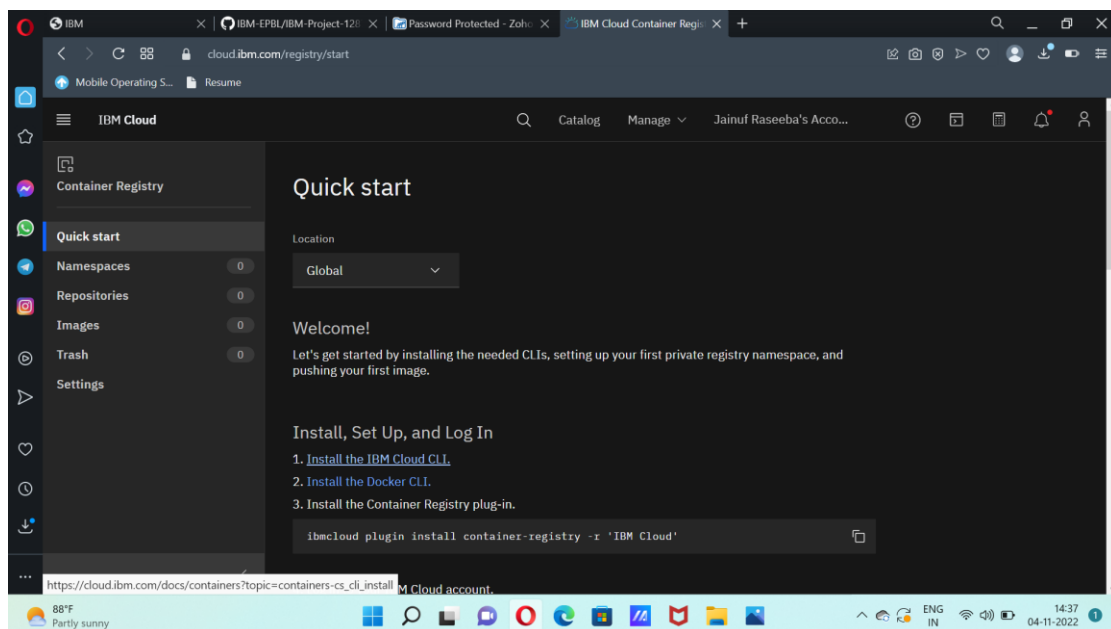 IBM
IBM-EPBL/IBM-Project-128
Password Protected - Zoho
IBM Cloud Container Regis
cloud.ibm.com/registry/start
Mobile Operating S...
Resume
IBM Cloud
Catalog
Manage
Jainuf Raseeba's Acco...
Container Registry
Quick start
Namespaces 0
Repositories 0
Images 0
Trash 0
Settings
Quick start
Location
Global
Welcome!
Let's get started by installing the needed CLIs, setting up your first private registry namespace, and
pushing your first image.
Install, Set Up, and Log In
1. Install the IBM Cloud CLI.
2. Install the Docker CLI.
3. Install the Container Registry plug-in.
ibmcloud plugin install container-registry -r 'IBM Cloud'
M Cloud account.
https://cloud.ibm.com/docs/containers?topic=containers-cs_cli_install
88°F
Partly sunny
ENG
IN
14:37
04-11-2022
1